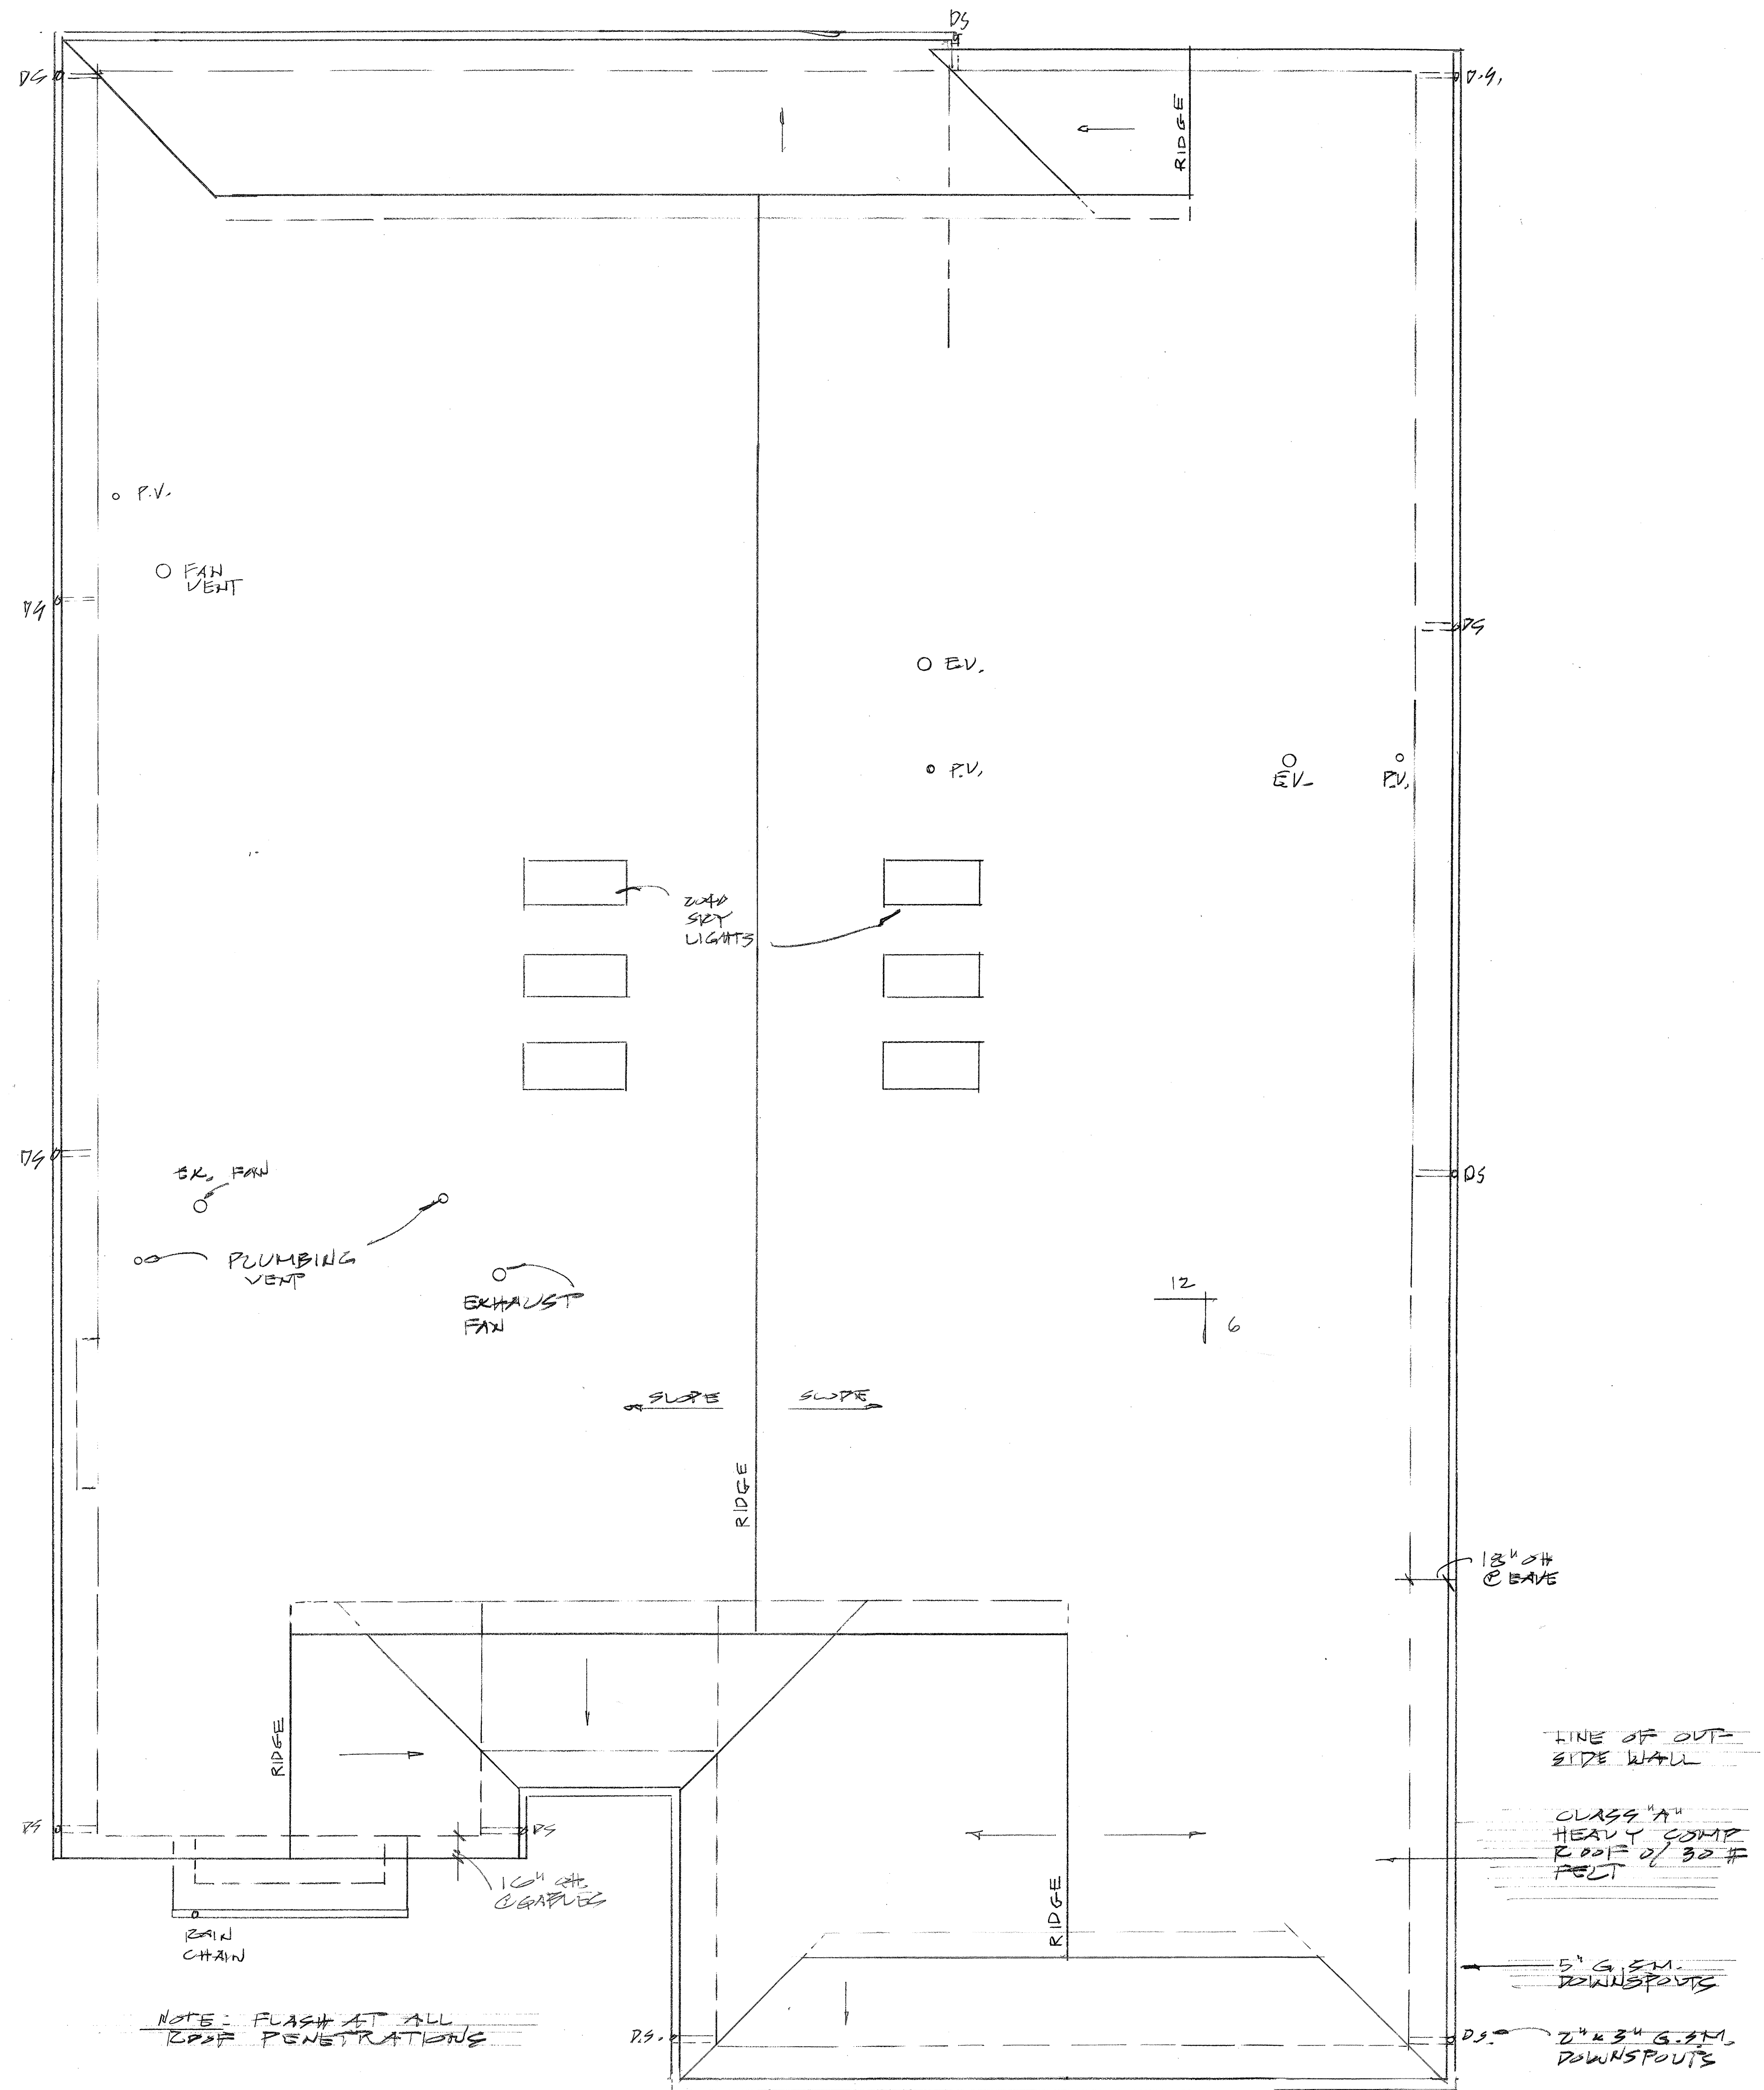 DS
DS
D.S.
RIDGE
P.V.
FAN
VENT
DS
DS
E.V.
P.V.
E.V.
P.V.
2040
SKY
LIGHTS
DS
EX. FAN
DS
PLUMBING
VENT
EXHAUST
FAN
12
6
SLOPE
SLOPE
RIDGE
18" OH
@ EAVE
RIDGE
LINE OF OUT-
SIDE WALL
DS
DS
CLASS "A"
HEAVY COMP
ROOF O/ 30 #
FELT
16" OH.
@ GABLES
RIDGE
RAIN
CHAIN
5" G.S.M.
DOWNSPOUTS
NOTE: FLASH AT ALL
ROOF PENETRATIONS
D.S.
D.S.
2" x 3" G.S.M.
DOWNSPOUTS